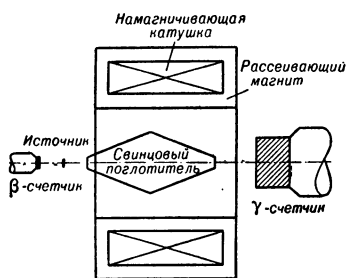 Намагничивающая
катушка
Рассеивающий
магнит
Источник
β-счетчик
Свинцовый
поглотитель
γ-счетчик